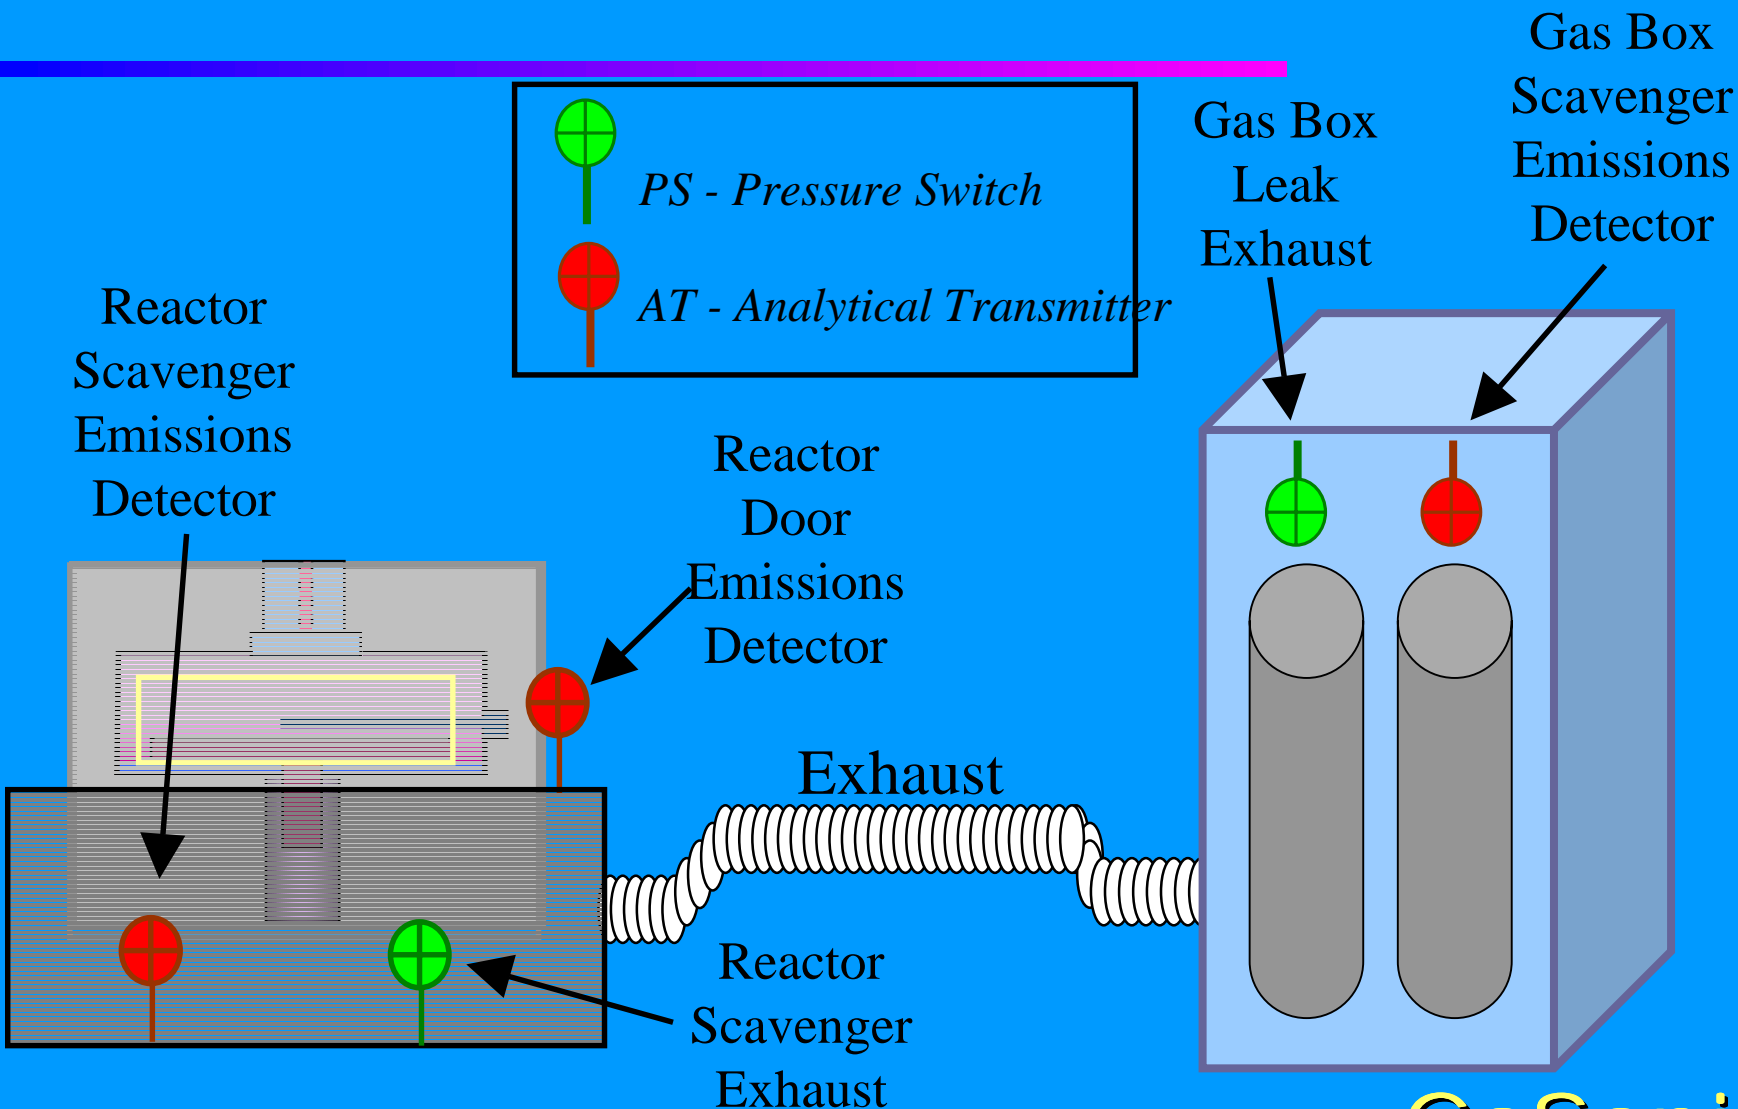 Gas Box
Scavenger
Emissions
Detector
Gas Box
Leak
Exhaust
PS - Pressure Switch
AT - Analytical Transmitter
Reactor
Scavenger
Emissions
Detector
Reactor
Door
Emissions
Detector
Exhaust
Reactor
Scavenger
Exhaust